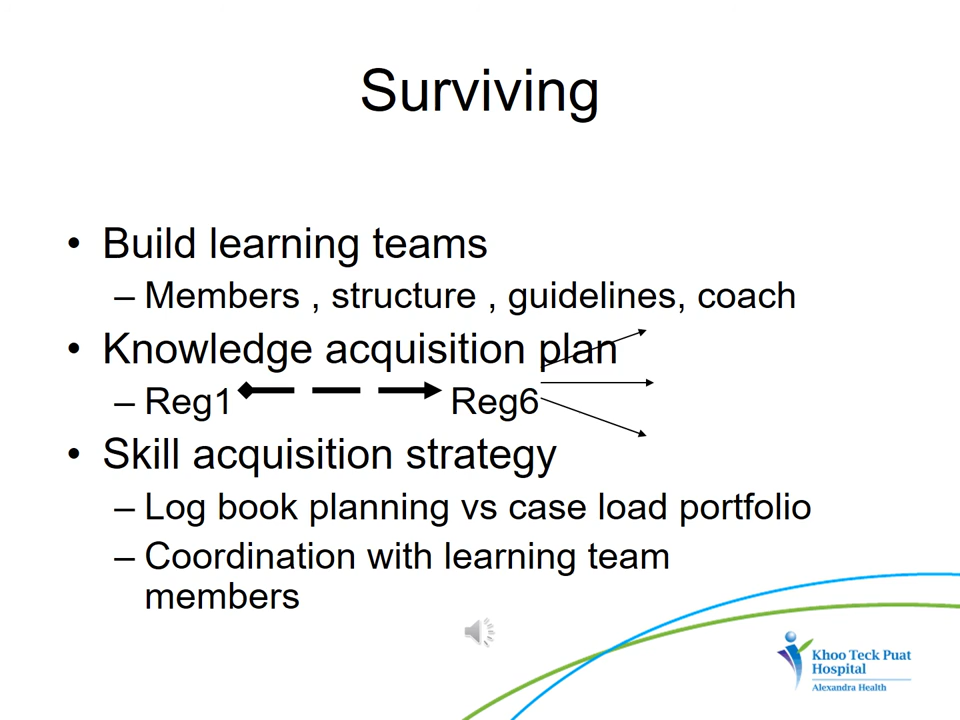 Surviving
• Build learning teams
– Members , structure , guidelines, coach
• Knowledge acquisition plan
– Reg1 Reg6
• Skill acquisition strategy
– Log book planning vs case load portfolio
– Coordination with learning team
members
Khoo Teck Puat
Hospital
Alexandra Health